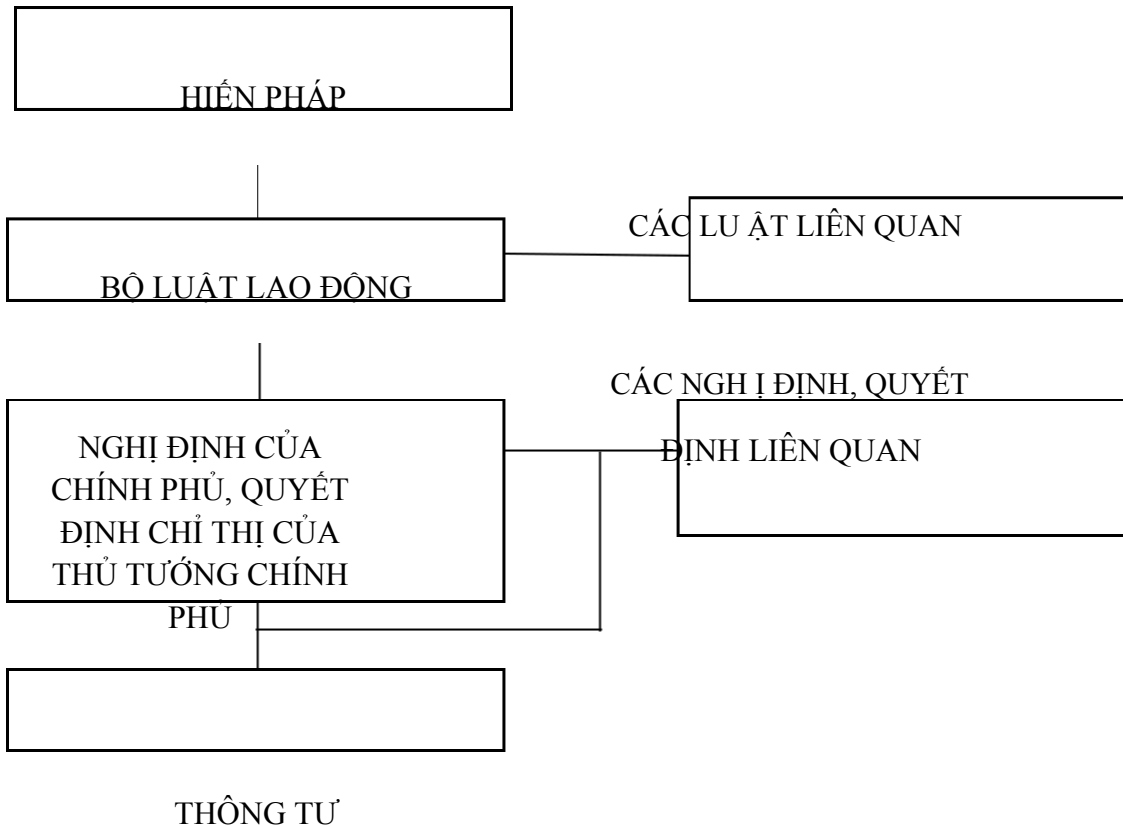 HIẾN PHÁP
CÁC LU ẬT LIÊN QUAN
BỘ LUẬT LAO ĐỘNG
CÁC NGH Ị ĐỊNH, QUYẾT
ĐỊNH LIÊN QUAN
NGHỊ ĐỊNH CỦA
CHÍNH PHỦ, QUYẾT
ĐỊNH CHỈ THỊ CỦA
THỦ TƯỚNG CHÍNH
PHỦ
THÔNG TƯ